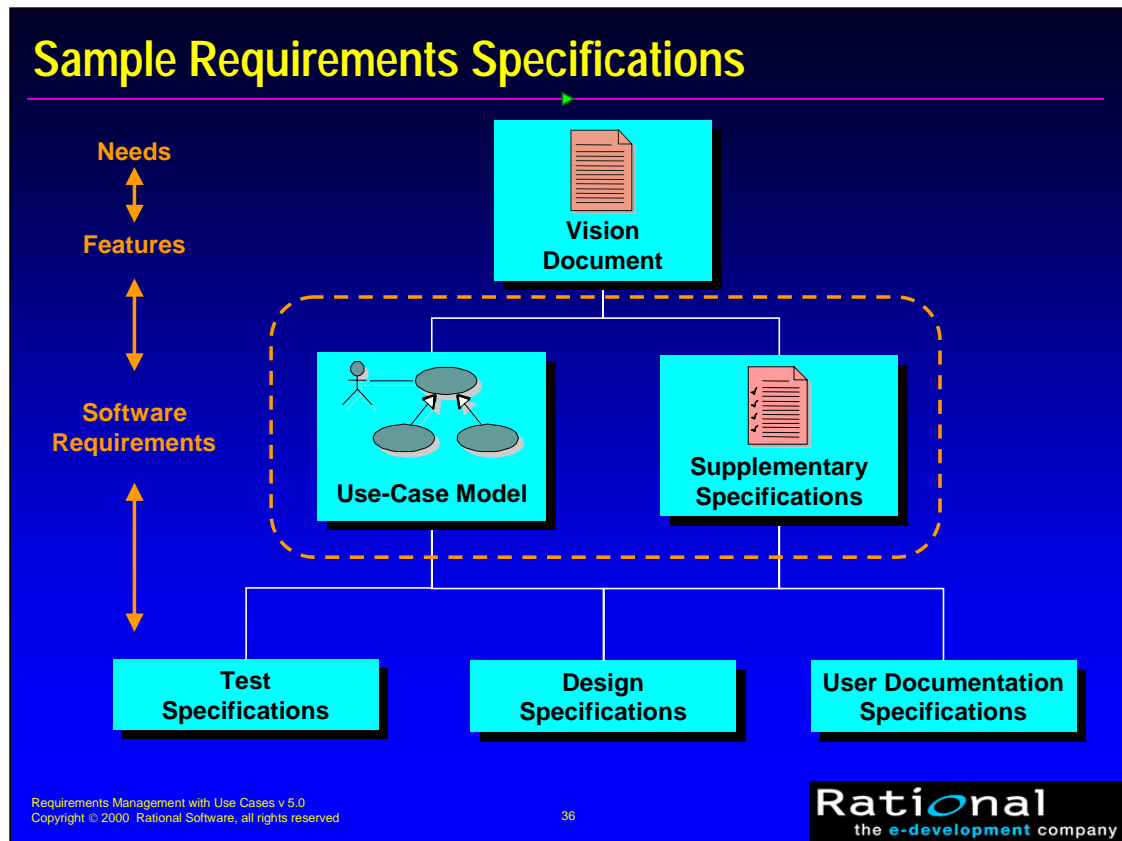 Sample Requirements Specifications
Needs
Features
Software
Requirements
Vision
Document
Use-Case Model
Supplementary
Specifications
Test
Specifications
Design
Specifications
User Documentation
Specifications
Requirements Management with Use Cases v 5.0
Copyright © 2000 Rational Software, all rights reserved
36
Rational
the e-development company